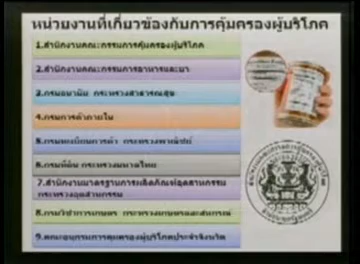 หน่วยงานที่เกี่ยวข้องกับการคุ้มครองผู้บริโภค
1.สำนักงานคณะกรรมการคุ้มครองผู้บริโภค
2.สำนักงานคณะกรรมการอาหารและยา
3.กรมอนามัย กระทรวงสาธารณสุข
4.กรมการค้าภายใน
5.กรมทะเบียนการค้า กระทรวงพาณิชย์
6.กรมที่ดิน กระทรวงมหาดไทย
7.สำนักงานมาตรฐานการผลิตภัณฑ์อุตสาหกรรม
กระทรวงอุตสาหกรรม
8.กรมวิชาการเกษตร กระทรวงเกษตรและสหกรณ์
9.คณะอนุกรรมการคุ้มครองผู้บริโภคประจำจังหวัด